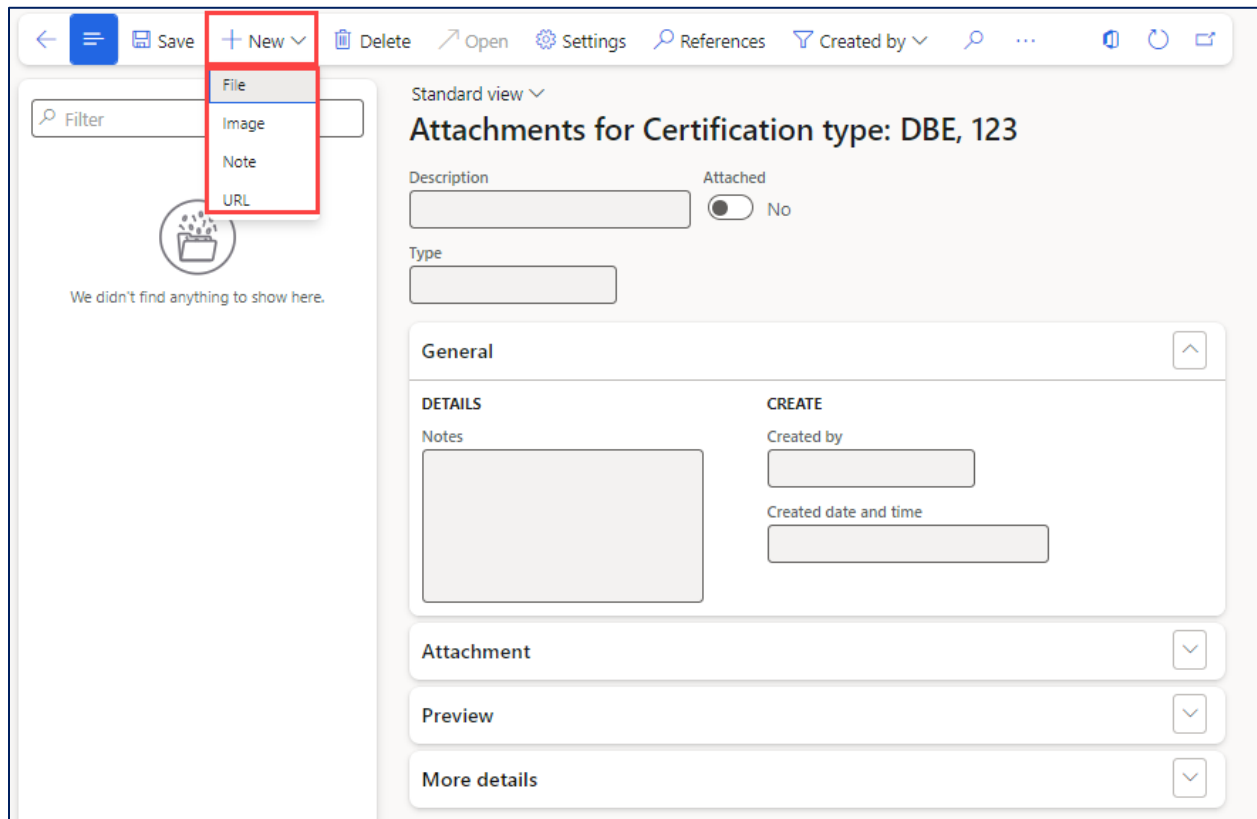 Save New Delete Open Settings References Created by ...
File
Image
Note
URL
Filter
We didn't find anything to show here.
Standard view
Attachments for Certification type: DBE, 123
Description Attached
No
Type
General
DETAILS CREATE
Notes Created by
Created date and time
Attachment
Preview
More details